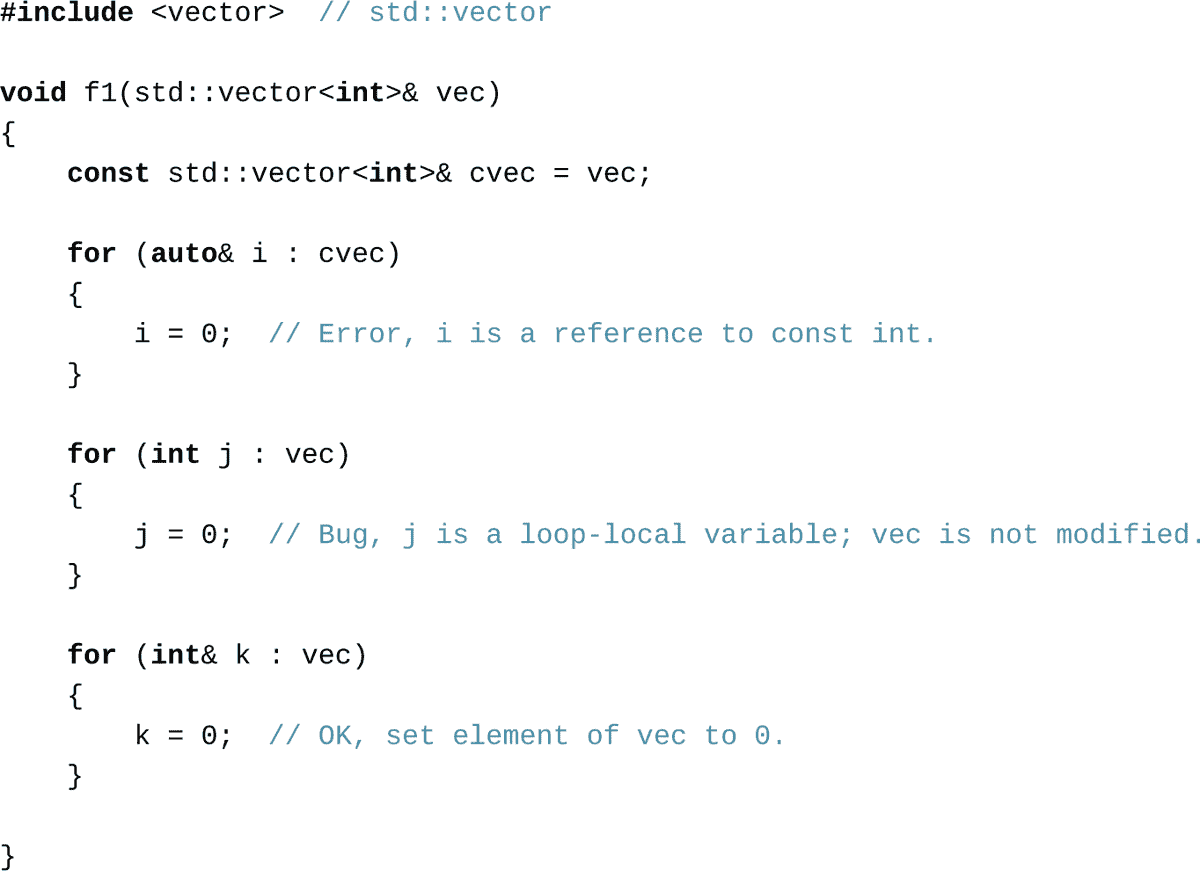 #include <vector>  // std::vector
void f1(std::vector<int>& vec)
{
    const std::vector<int>& cvec = vec;
    for (auto& i : cvec)
    {
        i = 0;  // Error, i is a reference to const int.
    }
    for (int j : vec)
    {
        j = 0;  // Bug, j is a loop-local variable; vec is not modified.
    }
    for (int& k : vec)
    {
        k = 0;  // OK, set element of vec to 0.
    }
}